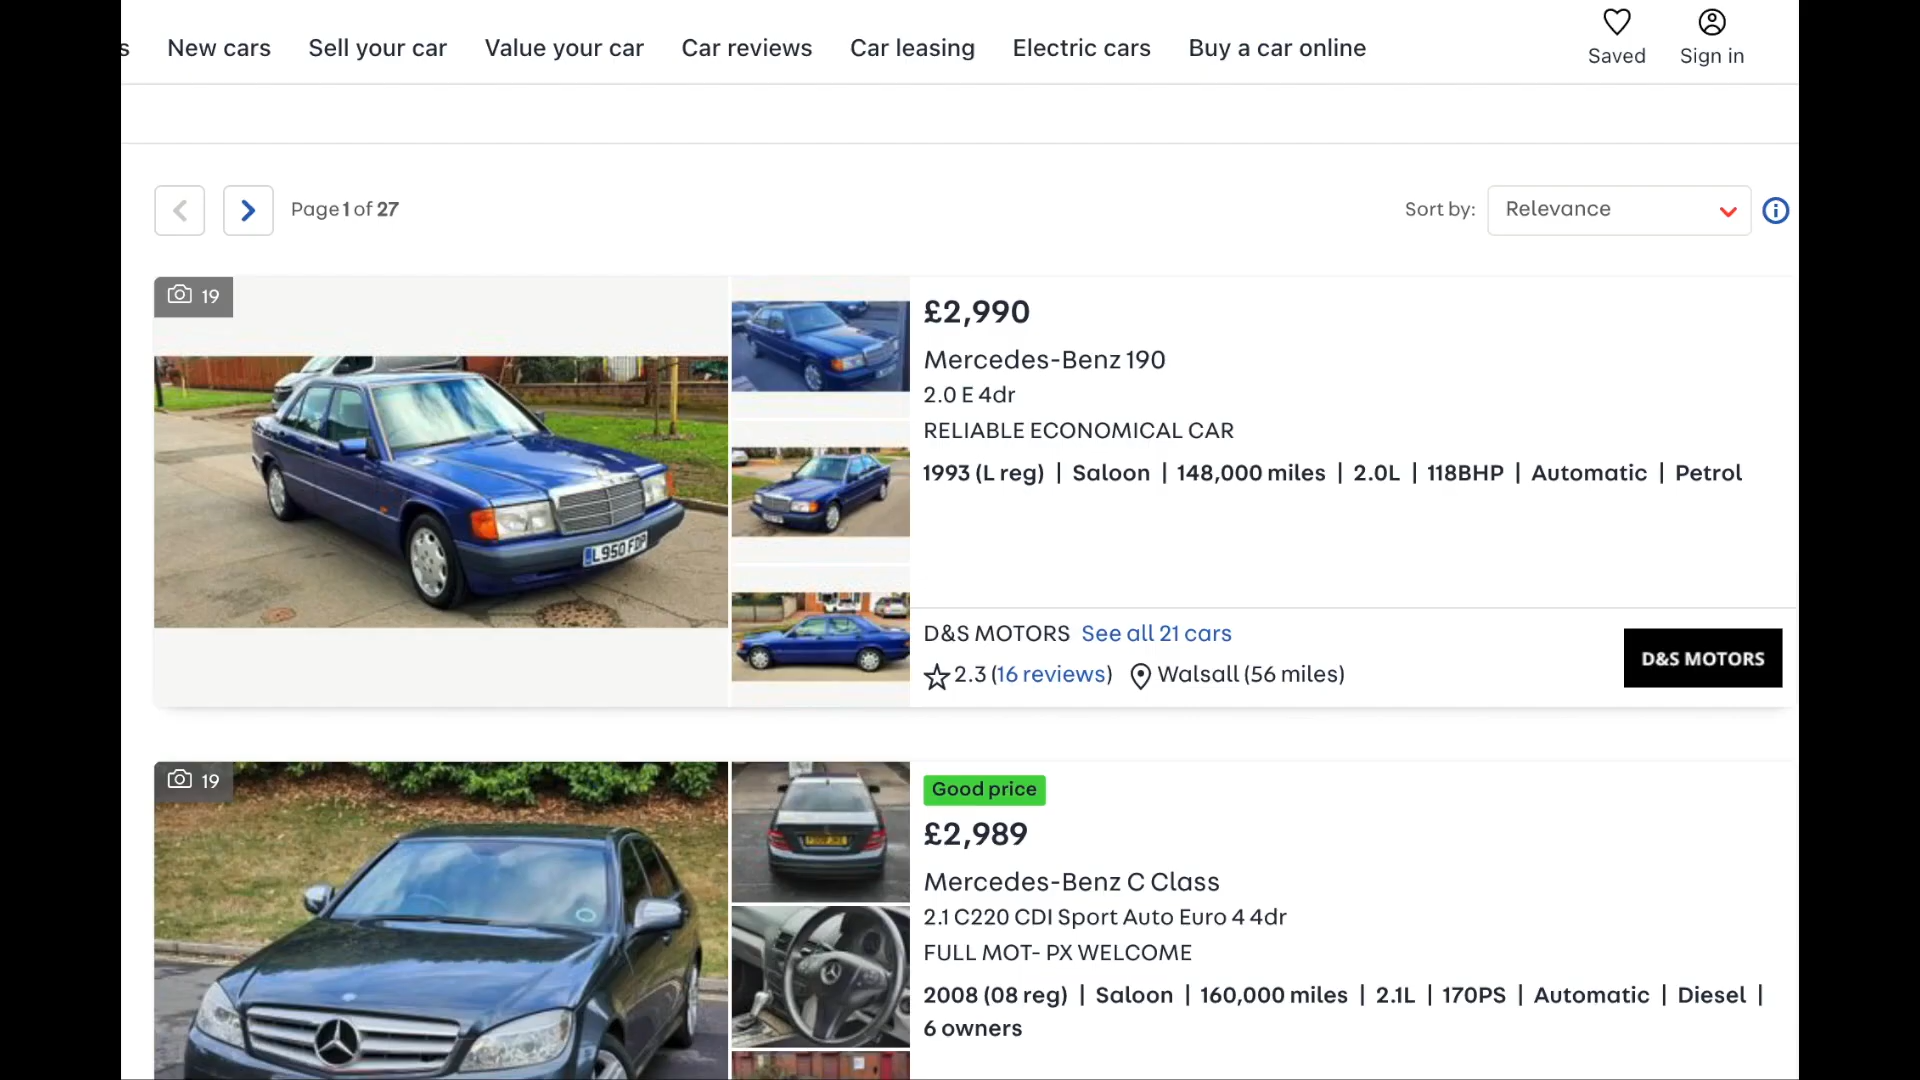 s New cars Sell your car Value your car Car reviews Car leasing Electric cars Buy a car online Saved Sign in
Page 1 of 27 Sort by: Relevance
19
£2,990
Mercedes-Benz 190
2.0 E 4dr
RELIABLE ECONOMICAL CAR
1993 (L reg) | Saloon | 148,000 miles | 2.0L | 118BHP | Automatic | Petrol
L950 FDP
D&S MOTORS See all 21 cars
2.3 (16 reviews) Walsall (56 miles)
D&S MOTORS
19
Good price
£2,989
Mercedes-Benz C Class
2.1 C220 CDI Sport Auto Euro 4 4dr
FULL MOT- PX WELCOME
2008 (08 reg) | Saloon | 160,000 miles | 2.1L | 170PS | Automatic | Diesel |
6 owners